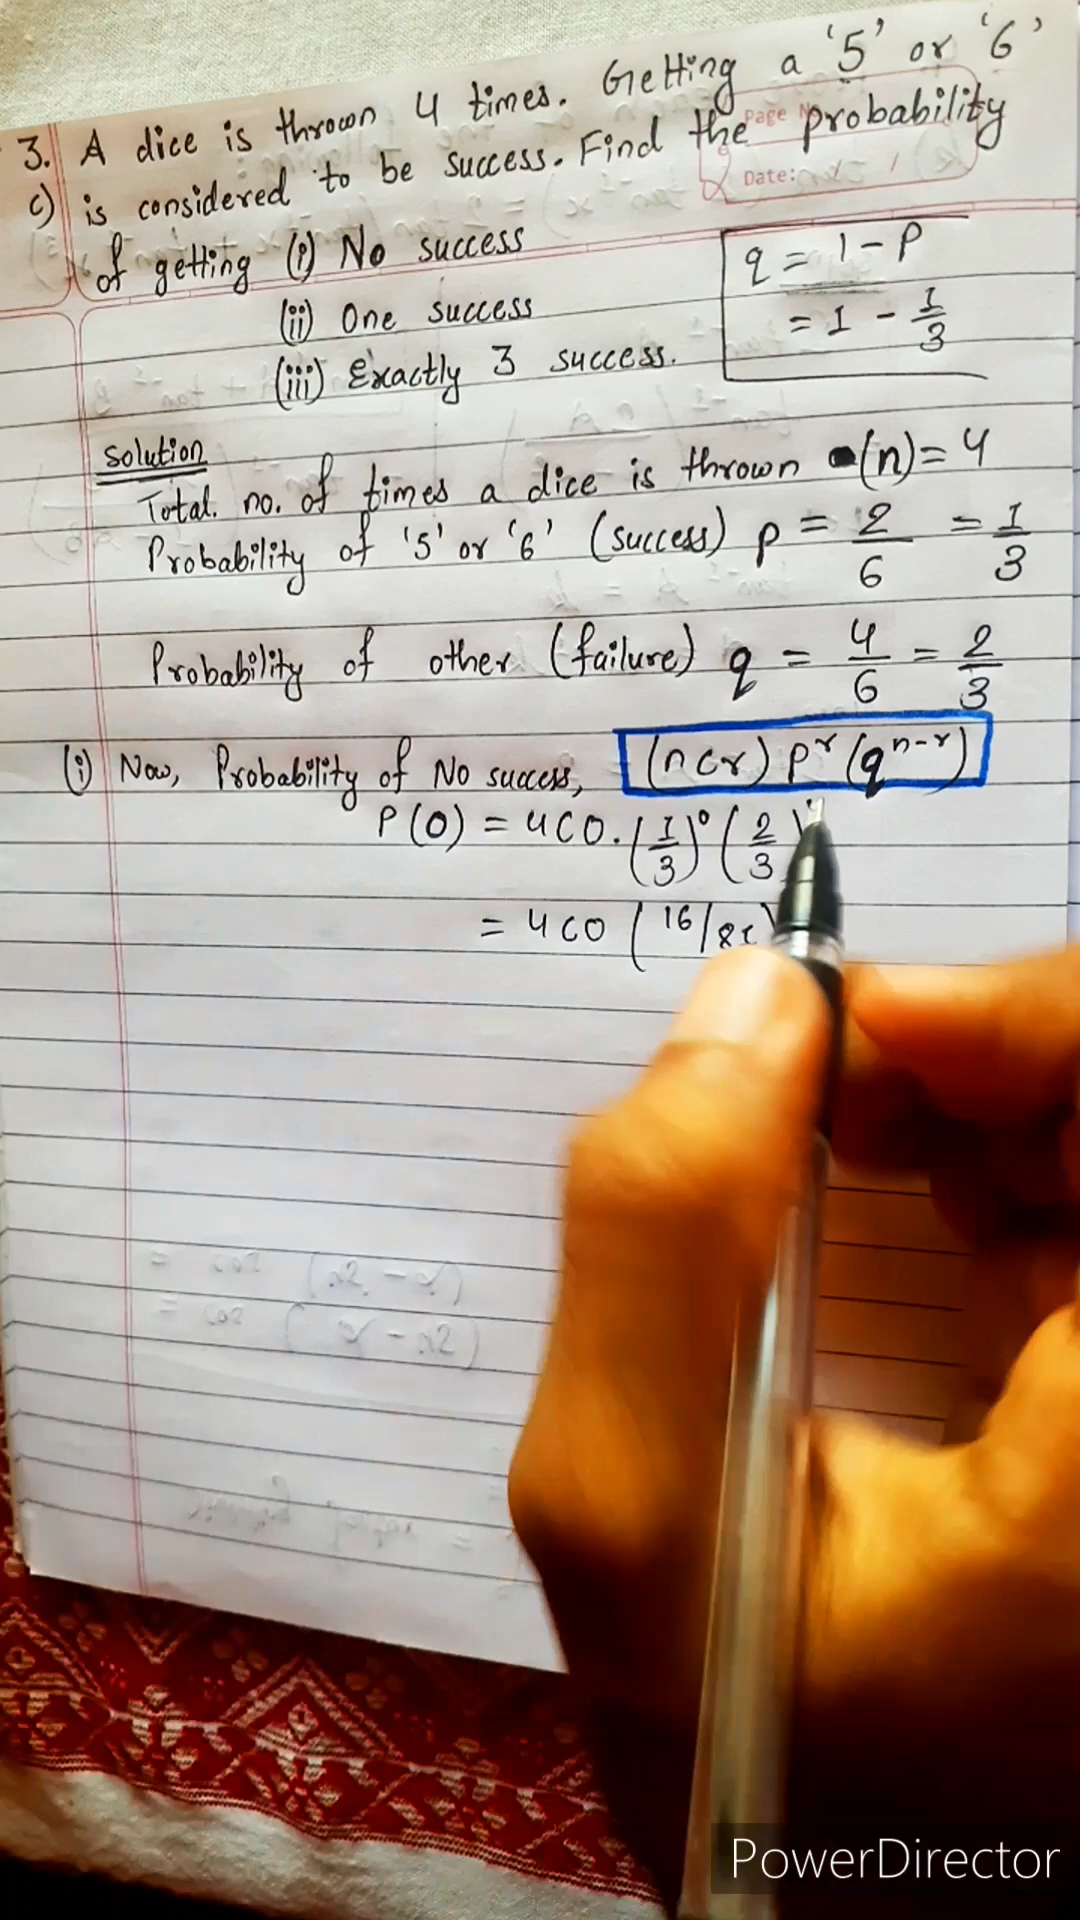 3. A dice is thrown 4 times. Getting a '5' or '6'
c) is considered to be success. Find the probability
of getting (i) No success
(ii) One success
(iii) Exactly 3 success.
Page
Date:
q = 1 - P
= 1 - 1/3
Solution
Total. no. of times a dice is thrown (n) = 4
Probability of '5' or '6' (success) p = 2/6 = 1/3
Probability of other (failure) q = 4/6 = 2/3
(i) Now, Probability of No success, (ncr) p^r (q^n-r)
P(0) = 4C0. (1/3)^0 (2/3)
= 4C0 (16/81)
PowerDirector